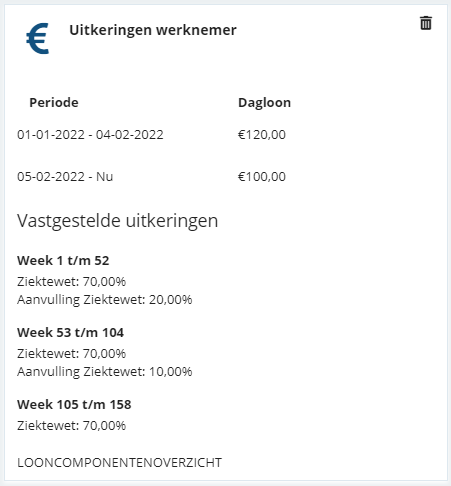 € Uitkeringen werknemer
Periode Dagloon
01-01-2022 - 04-02-2022 €120,00
05-02-2022 - Nu €100,00
Vastgestelde uitkeringen
Week 1 t/m 52
Ziektewet: 70,00%
Aanvulling Ziektewet: 20,00%
Week 53 t/m 104
Ziektewet: 70,00%
Aanvulling Ziektewet: 10,00%
Week 105 t/m 158
Ziektewet: 70,00%
LOONCOMPONENTENOVERZICHT